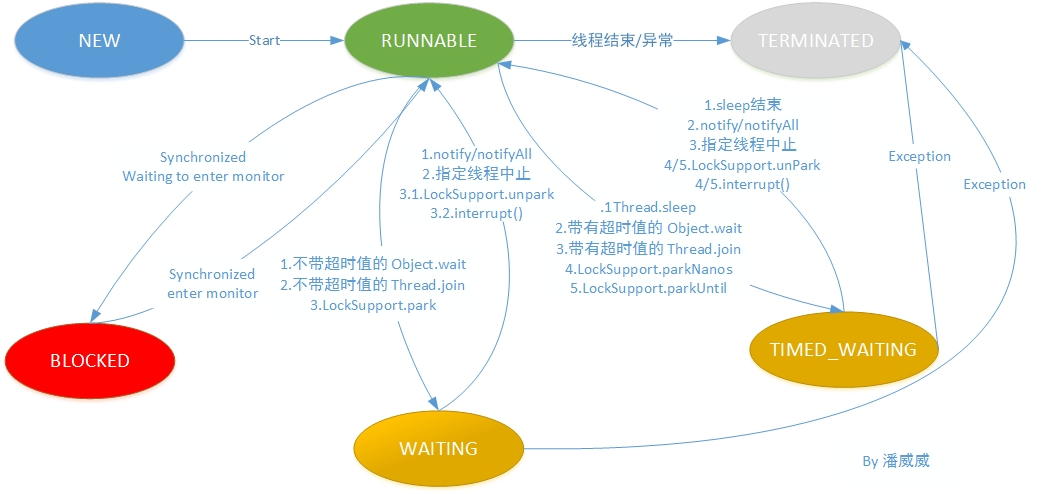 NEW
Start
RUNNABLE
线程结束/异常
TERMINATED
1.sleep结束
2.notify/notifyAll
3.指定线程中止
4/5.LockSupport.unPark
4/5.interrupt()
Exception
Exception
Synchronized
Waiting to enter monitor
1.notify/notifyAll
2.指定线程中止
3.1.LockSupport.unpark
3.2.interrupt()
.1Thread.sleep
2.带有超时值的 Object.wait
3.带有超时值的 Thread.join
4.LockSupport.parkNanos
5.LockSupport.parkUntil
Synchronized
enter monitor
1.不带超时值的 Object.wait
2.不带超时值的 Thread.join
3.LockSupport.park
BLOCKED
TIMED_WAITING
WAITING
By 潘威威